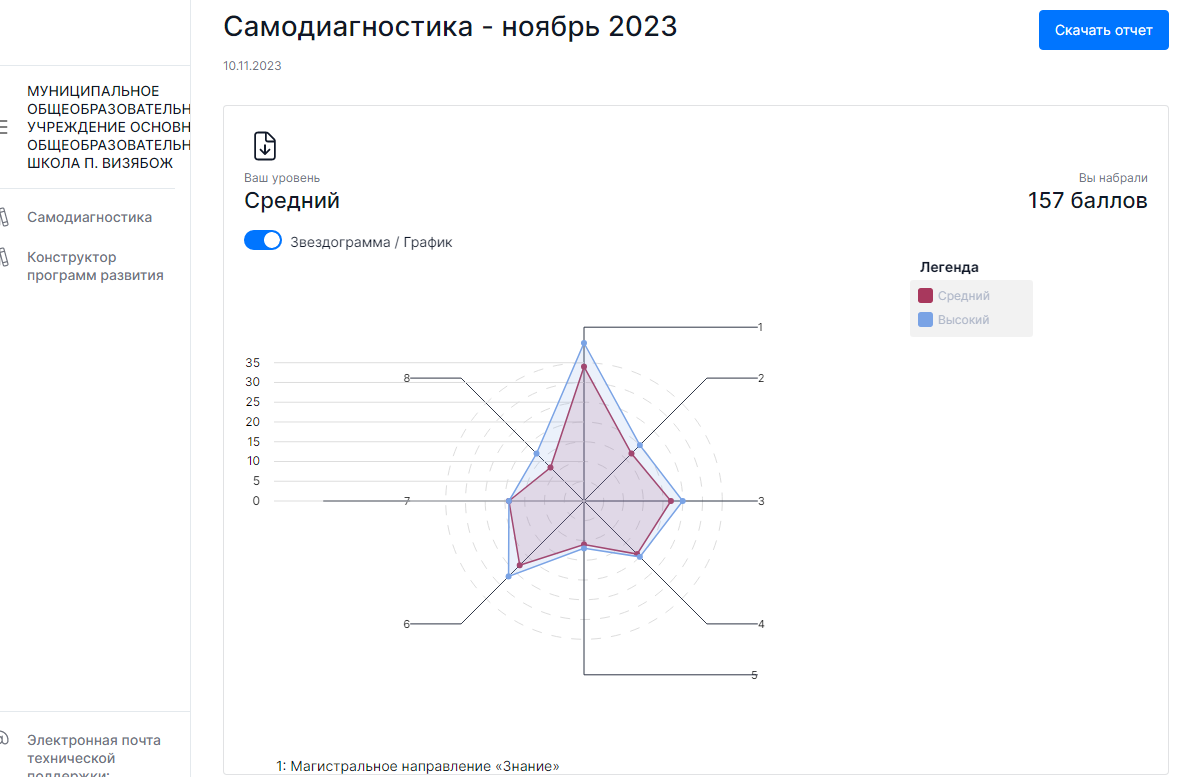 Самодиагностика - ноябрь 2023
Скачать отчет
10.11.2023
МУНИЦИПАЛЬНОЕ
ОБЩЕОБРАЗОВАТЕЛЬН
УЧРЕЖДЕНИЕ ОСНОВН
ОБЩЕОБРАЗОВАТЕЛЬН
ШКОЛА П. ВИЗЯБОЖ
Самодиагностика
Конструктор
программ развития
Электронная почта
технической
поддержки:
Ваш уровень
Средний
Вы набрали
157 баллов
Звездограмма / График
Легенда
Средний
Высокий
35
30
25
20
15
10
5
0
1
2
3
4
5
6
7
8
1: Магистральное направление «Знание»